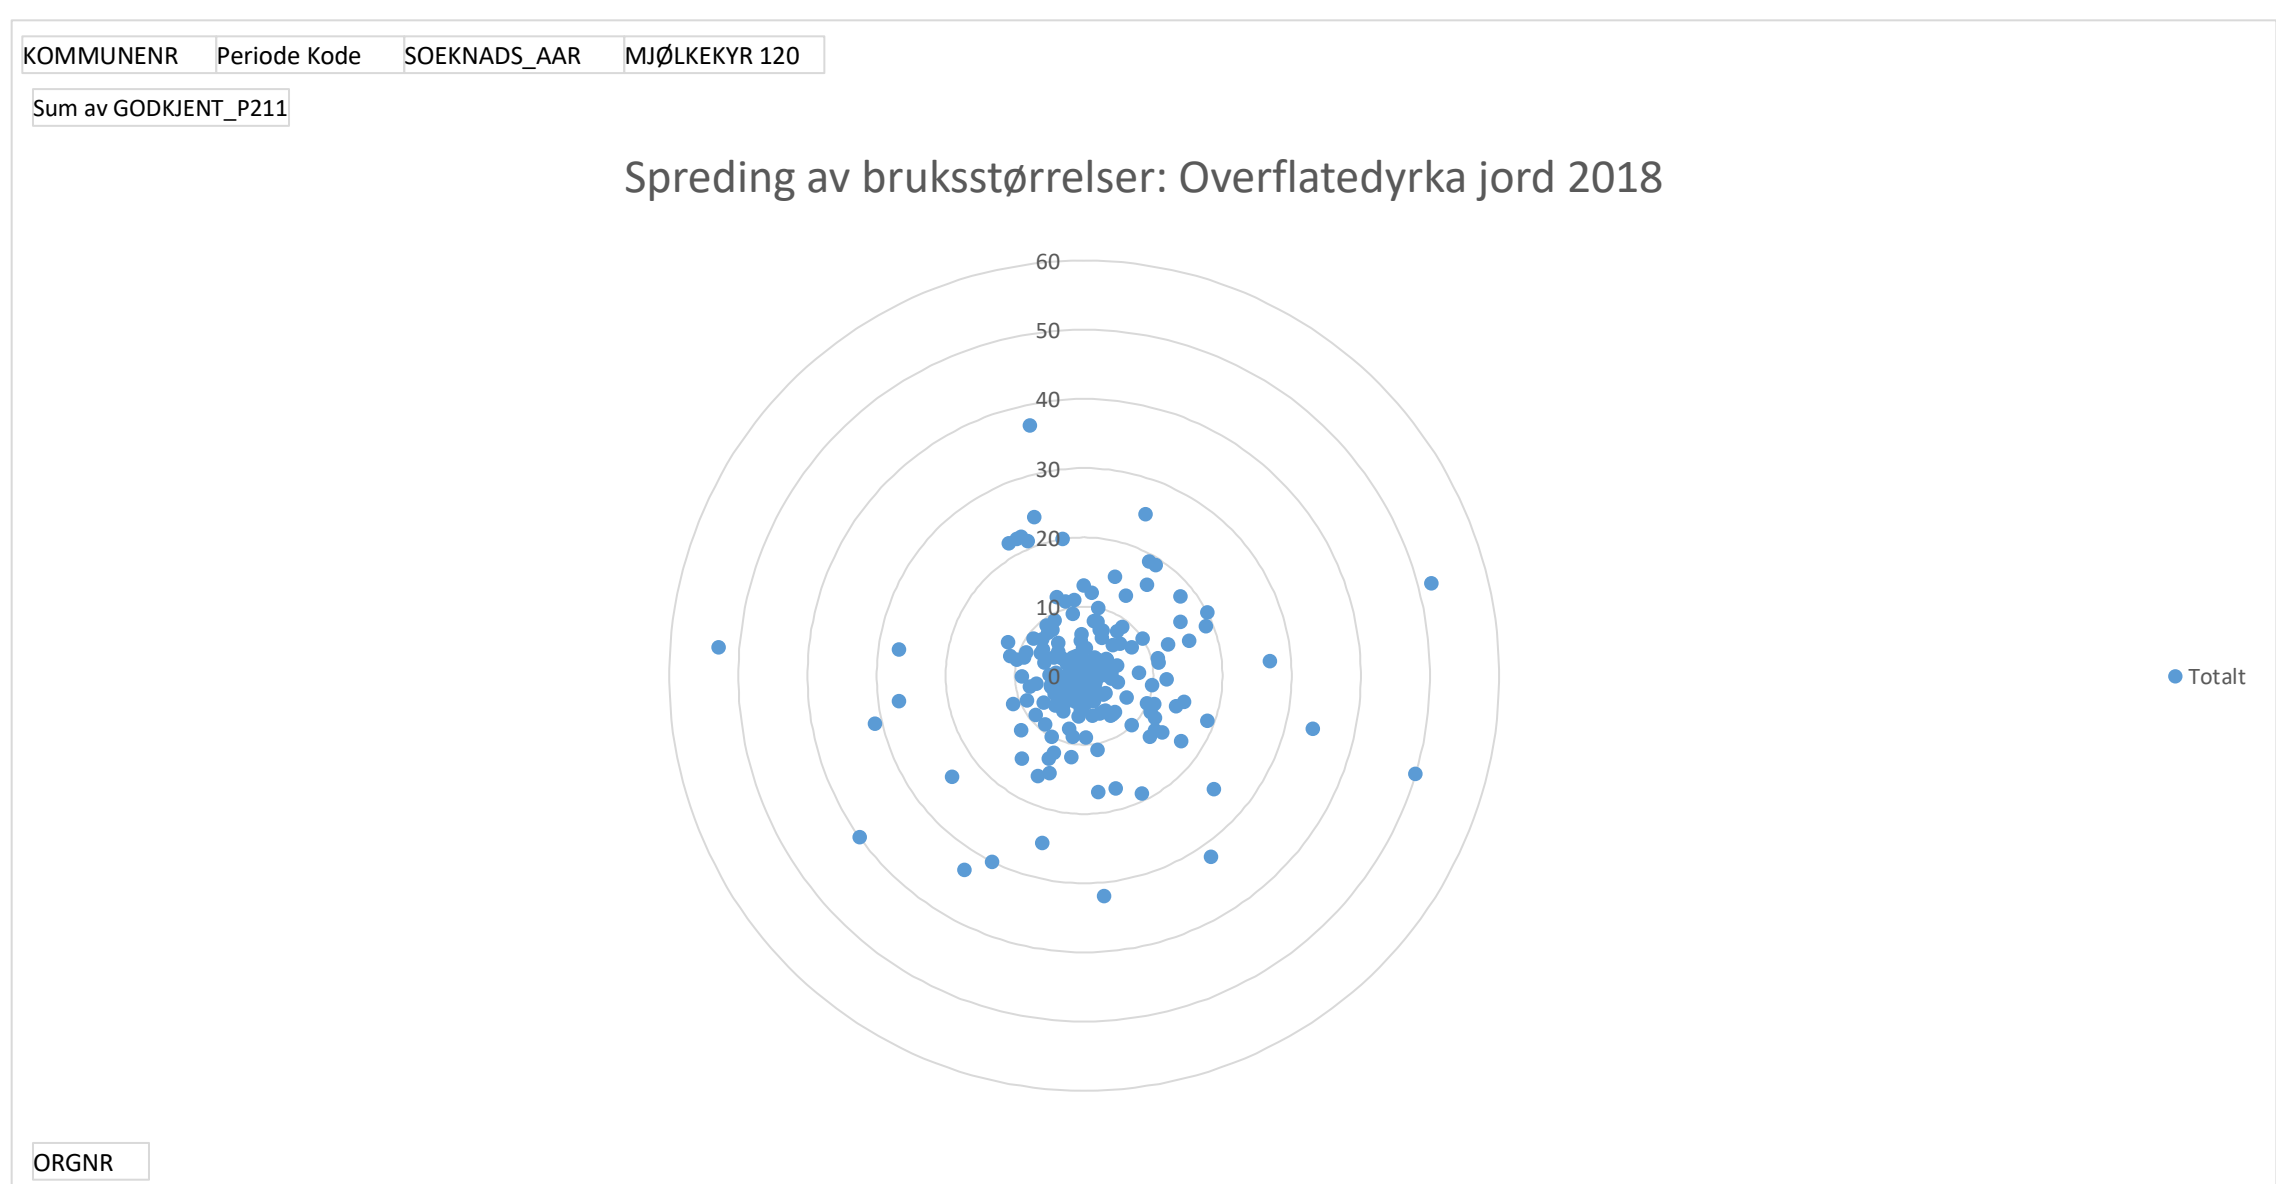 KOMMUNENR Periode Kode SOEKNADS_AAR MJØLKEKYR 120
Sum av GODKJENT_P211
Spreding av bruksstørrelser: Overflatedyrka jord 2018
60
50
40
30
20
10
0
Totalt
ORGNR